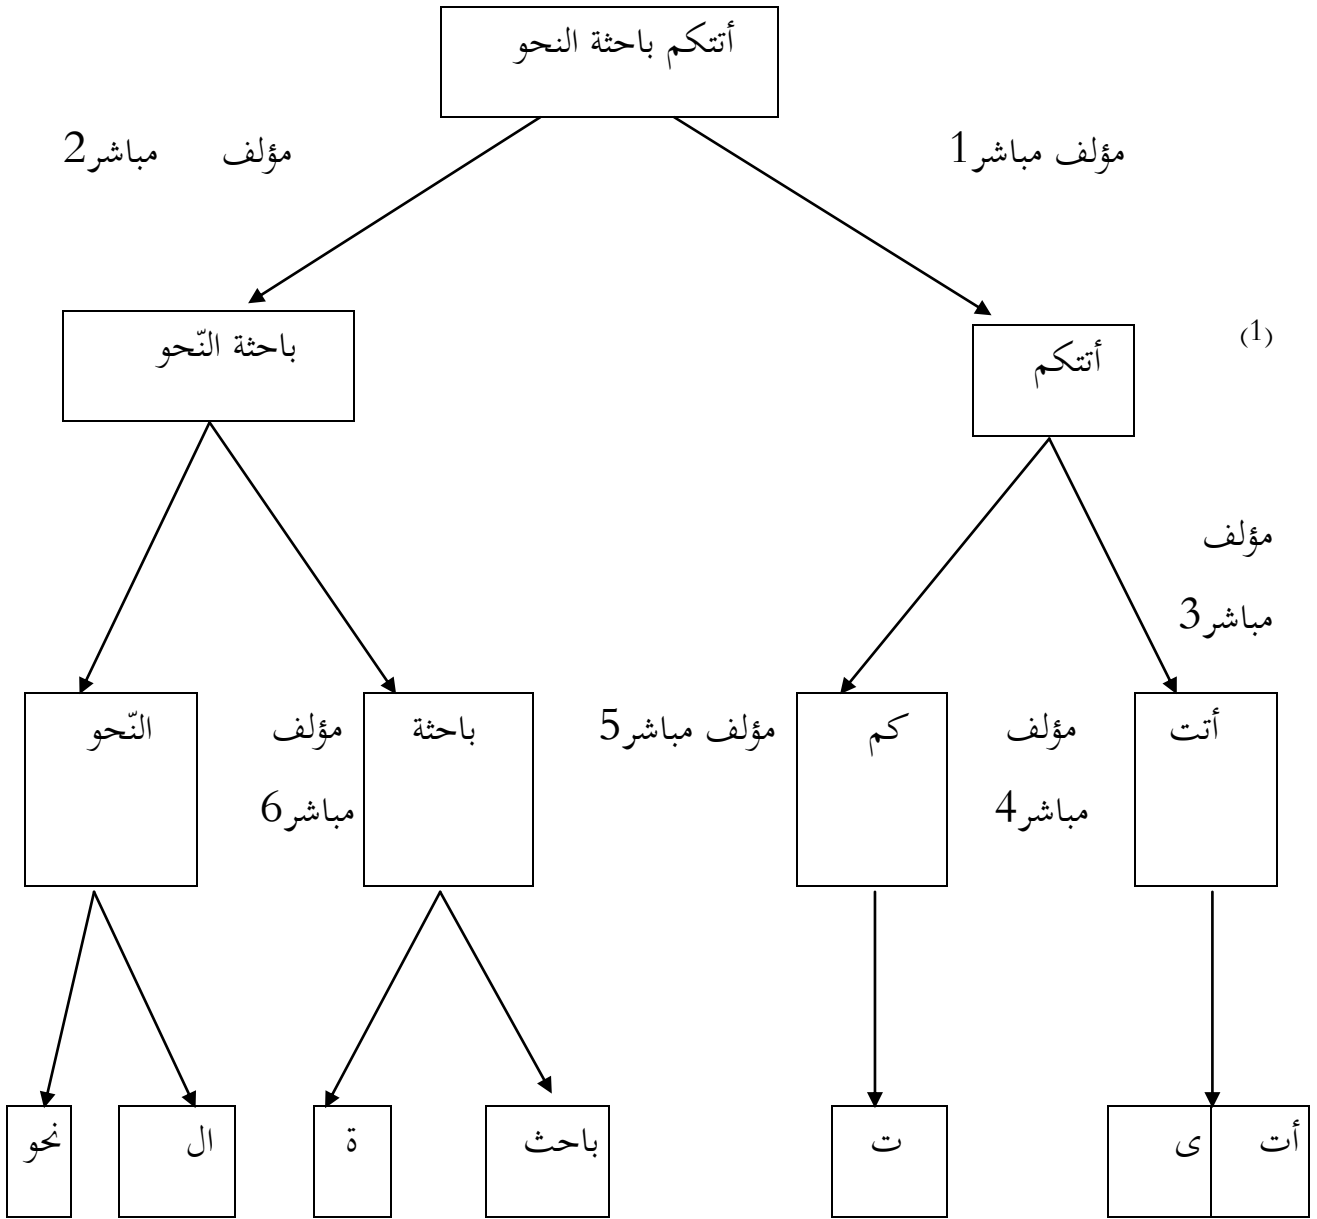 أتتكم باحثة النحو
مؤلف مباشر1
مؤلف مباشر2
(1)
أتتكم
باحثة النّحو
مؤلف
مباشر3
أتت
مؤلف
مباشر4
كم
مؤلف مباشر5
باحثة
مؤلف
مباشر6
النّحو
أت
ى
ت
باحث
ة
ال
نحو